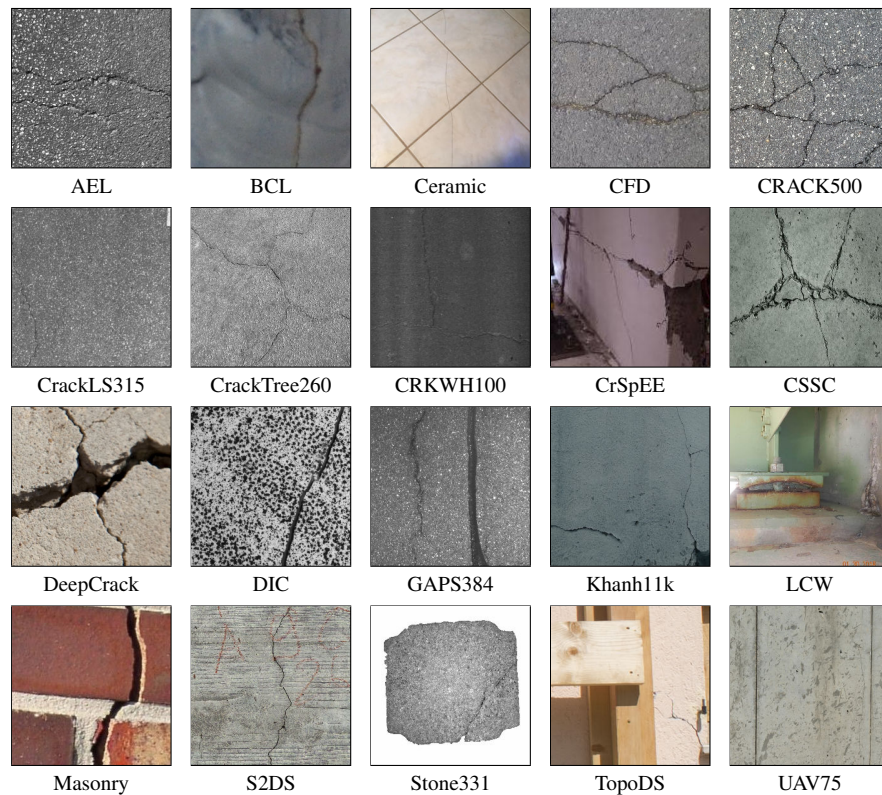 AEL BCL Ceramic CFD CRACK500
CrackLS315 CrackTree260 CRKWH100 CrSpEE CSSC
DeepCrack DIC GAPS384 Khanh11k LCW
Masonry S2DS Stone331 TopoDS UAV75